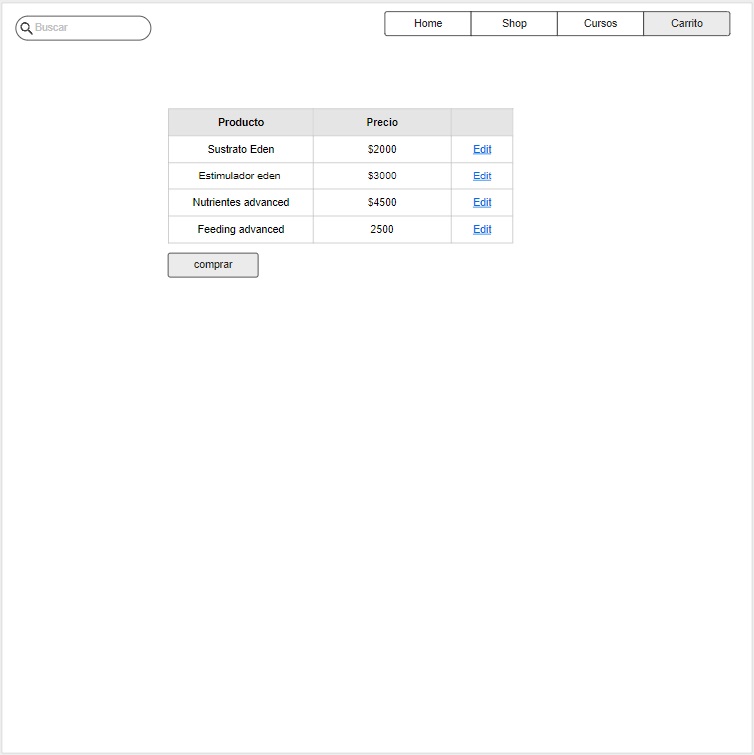 Buscar
Home Shop Cursos Carrito
Producto Precio
Sustrato Eden $2000 Edit
Estimulador eden $3000 Edit
Nutrientes advanced $4500 Edit
Feeding advanced 2500 Edit
comprar